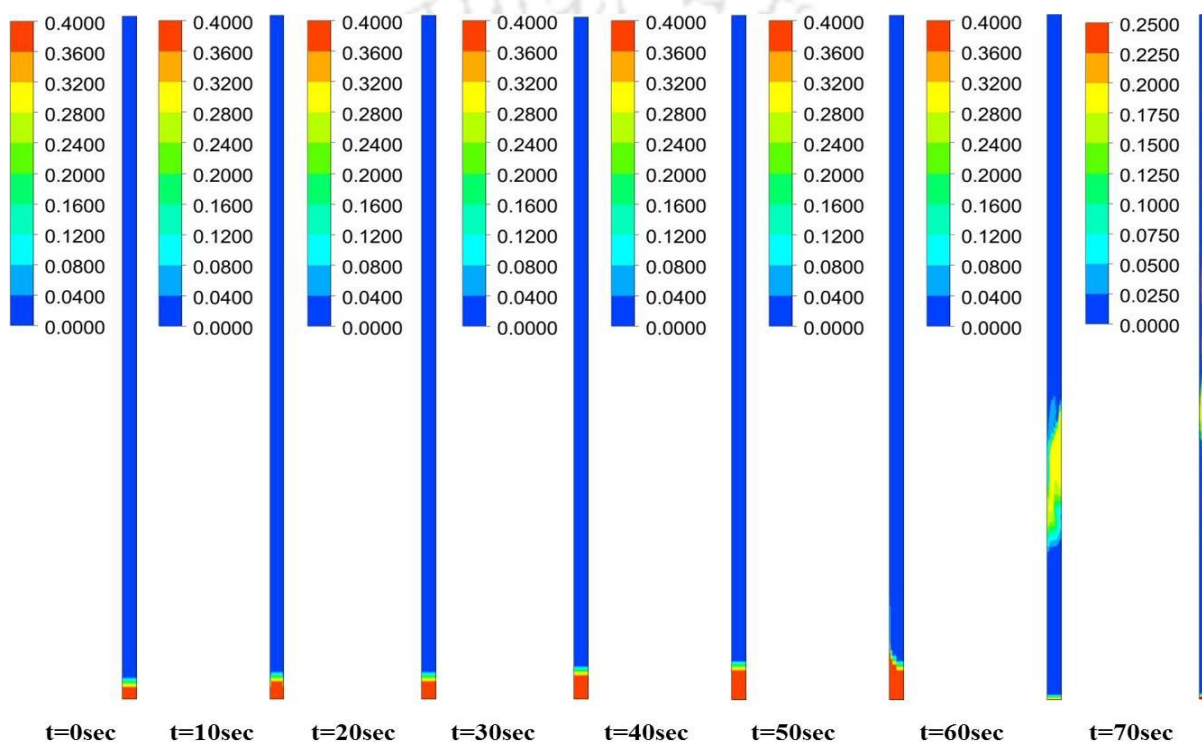 0.4000 0.4000 0.4000 0.4000 0.4000 0.4000 0.4000 0.2500
0.3600 0.3600 0.3600 0.3600 0.3600 0.3600 0.3600 0.2250
0.3200 0.3200 0.3200 0.3200 0.3200 0.3200 0.3200 0.2000
0.2800 0.2800 0.2800 0.2800 0.2800 0.2800 0.2800 0.1750
0.2400 0.2400 0.2400 0.2400 0.2400 0.2400 0.2400 0.1500
0.2000 0.2000 0.2000 0.2000 0.2000 0.2000 0.2000 0.1250
0.1600 0.1600 0.1600 0.1600 0.1600 0.1600 0.1600 0.1000
0.1200 0.1200 0.1200 0.1200 0.1200 0.1200 0.1200 0.0750
0.0800 0.0800 0.0800 0.0800 0.0800 0.0800 0.0800 0.0500
0.0400 0.0400 0.0400 0.0400 0.0400 0.0400 0.0400 0.0250
0.0000 0.0000 0.0000 0.0000 0.0000 0.0000 0.0000 0.0000
t=0sec t=10sec t=20sec t=30sec t=40sec t=50sec t=60sec t=70sec